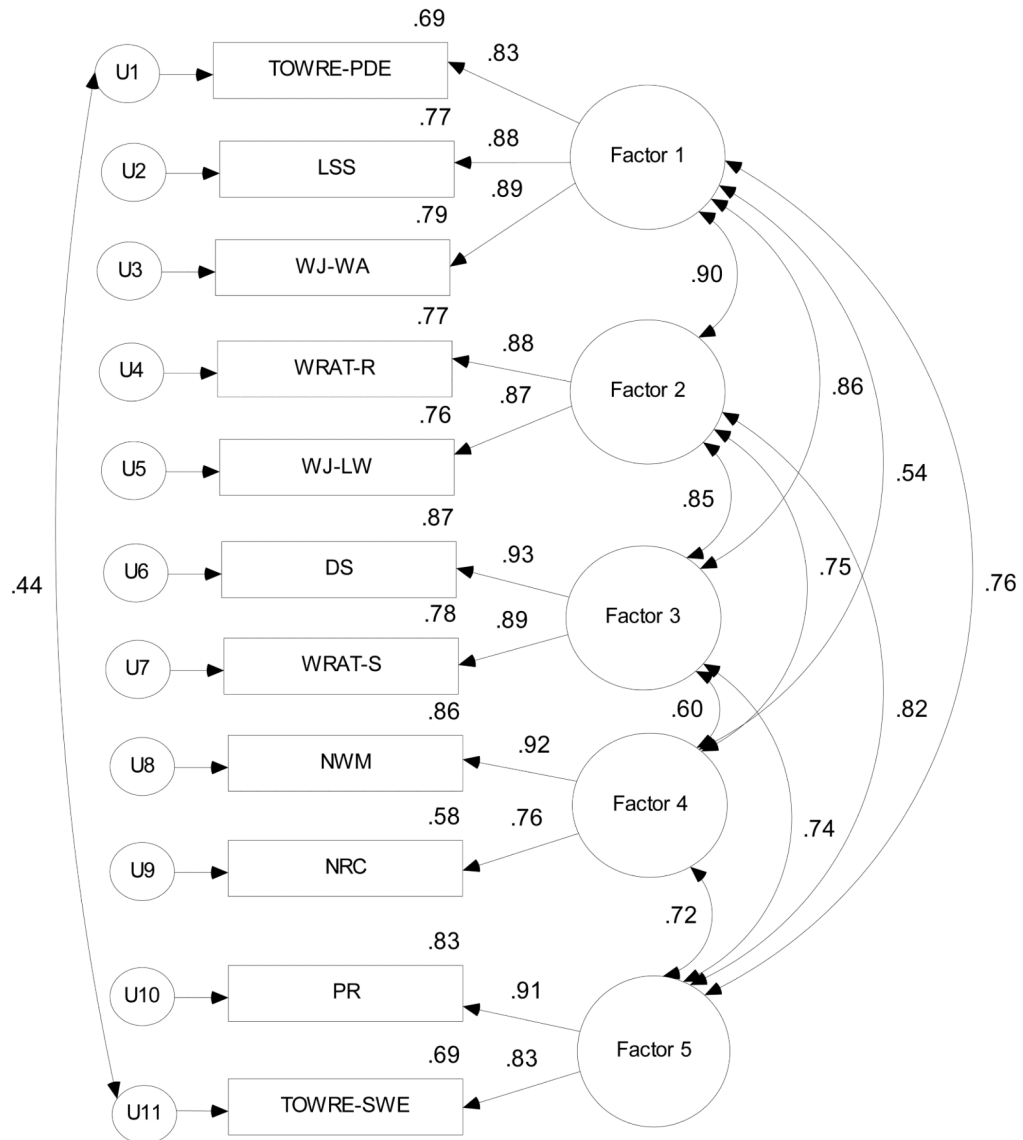 .69
U1
TOWRE-PDE
.83
.77
U2
LSS
.88
Factor 1
.89
.79
U3
WJ-WA
.90
.77
U4
WRAT-R
.88
Factor 2
.86
.87
.76
U5
WJ-LW
.54
.85
.87
U6
DS
.93
.75
.44
.76
.78
.89
Factor 3
U7
WRAT-S
.60
.82
.86
U8
NWM
.92
Factor 4
.58
.76
.74
U9
NRC
.72
.83
U10
PR
.91
Factor 5
.69
.83
U11
TOWRE-SWE